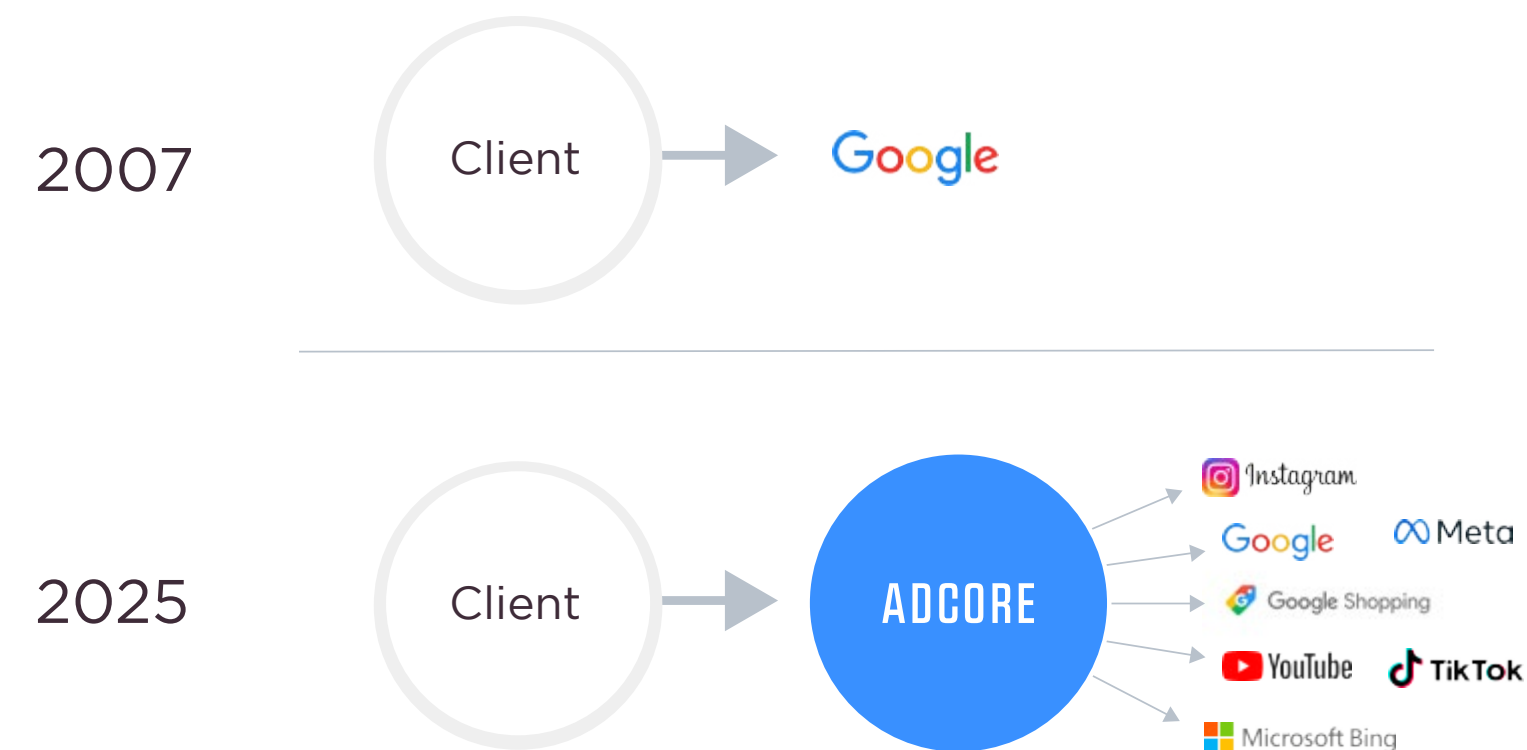 2007
Client
Google
2025
Client
ADCORE
Instagram
Google
Meta
Google Shopping
YouTube
TikTok
Microsoft Bing